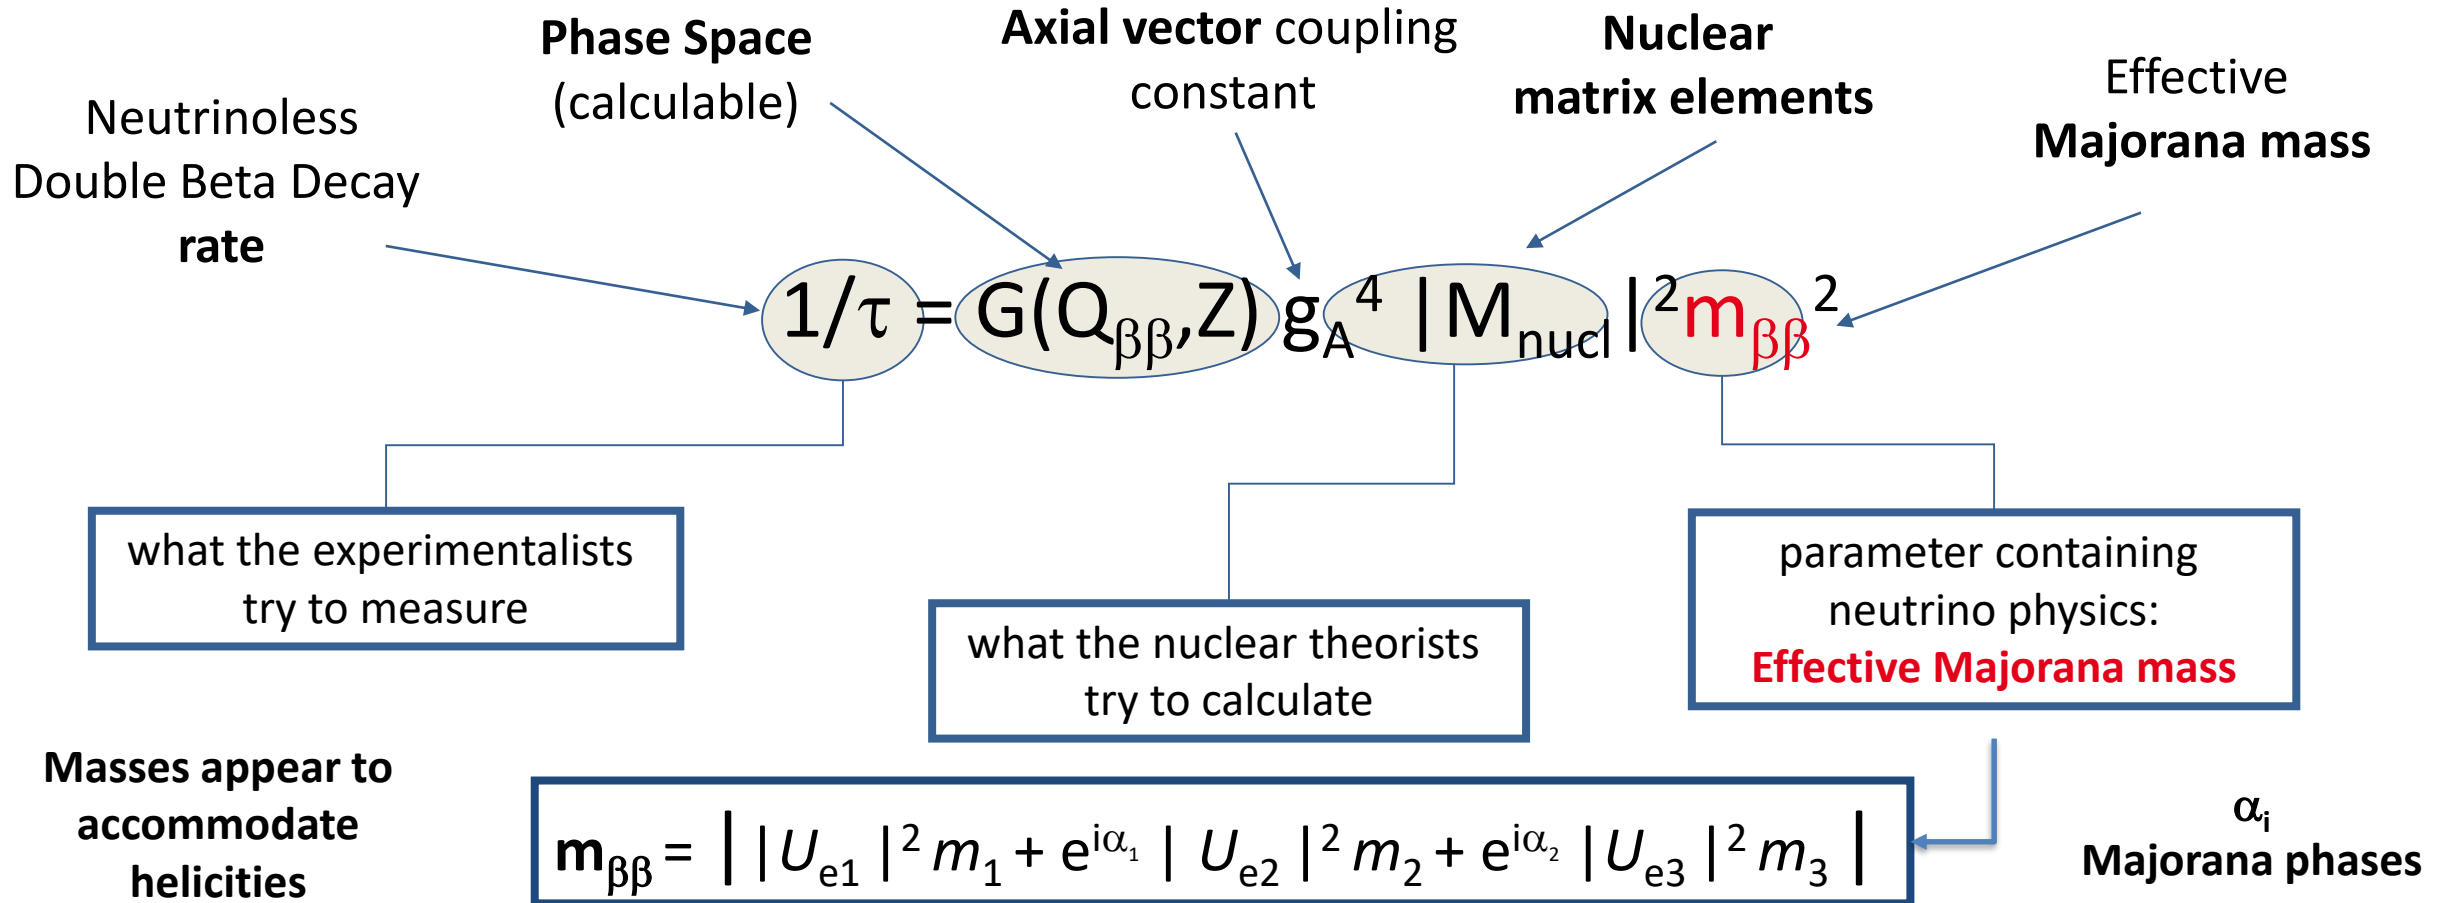 Neutrinoless
Double Beta Decay
rate
Phase Space
(calculable)
Axial vector coupling
constant
Nuclear
matrix elements
Effective
Majorana mass
1/τ = G(Qββ,Z) gA⁴ |Mnucl |²mββ²
what the experimentalists
try to measure
what the nuclear theorists
try to calculate
parameter containing
neutrino physics:
Effective Majorana mass
Masses appear to
accommodate
helicities
mββ = | |Ue1 |² m1 + e^iα1 | Ue2 |² m2 + e^iα2 |Ue3 |² m3 |
αi
Majorana phases